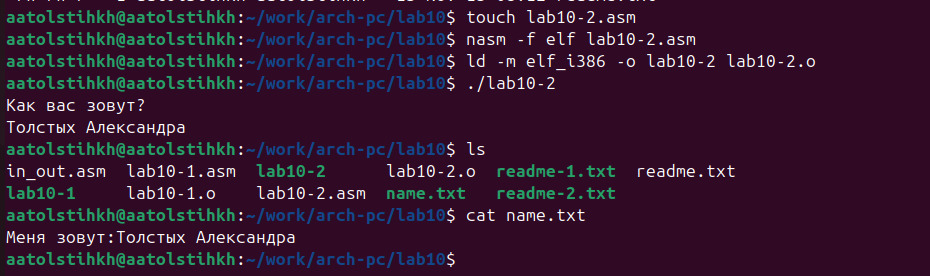 aatolstihkh@aatolstihkh:~/work/arch-pc/lab10$ touch lab10-2.asm
aatolstihkh@aatolstihkh:~/work/arch-pc/lab10$ nasm -f elf lab10-2.asm
aatolstihkh@aatolstihkh:~/work/arch-pc/lab10$ ld -m elf_i386 -o lab10-2 lab10-2.o
aatolstihkh@aatolstihkh:~/work/arch-pc/lab10$ ./lab10-2
Как вас зовут?
Толстых Александра
aatolstihkh@aatolstihkh:~/work/arch-pc/lab10$ ls
in_out.asm lab10-1.asm lab10-2 lab10-2.o readme-1.txt readme.txt
lab10-1 lab10-1.o lab10-2.asm name.txt readme-2.txt
aatolstihkh@aatolstihkh:~/work/arch-pc/lab10$ cat name.txt
Меня зовут:Толстых Александра
aatolstihkh@aatolstihkh:~/work/arch-pc/lab10$